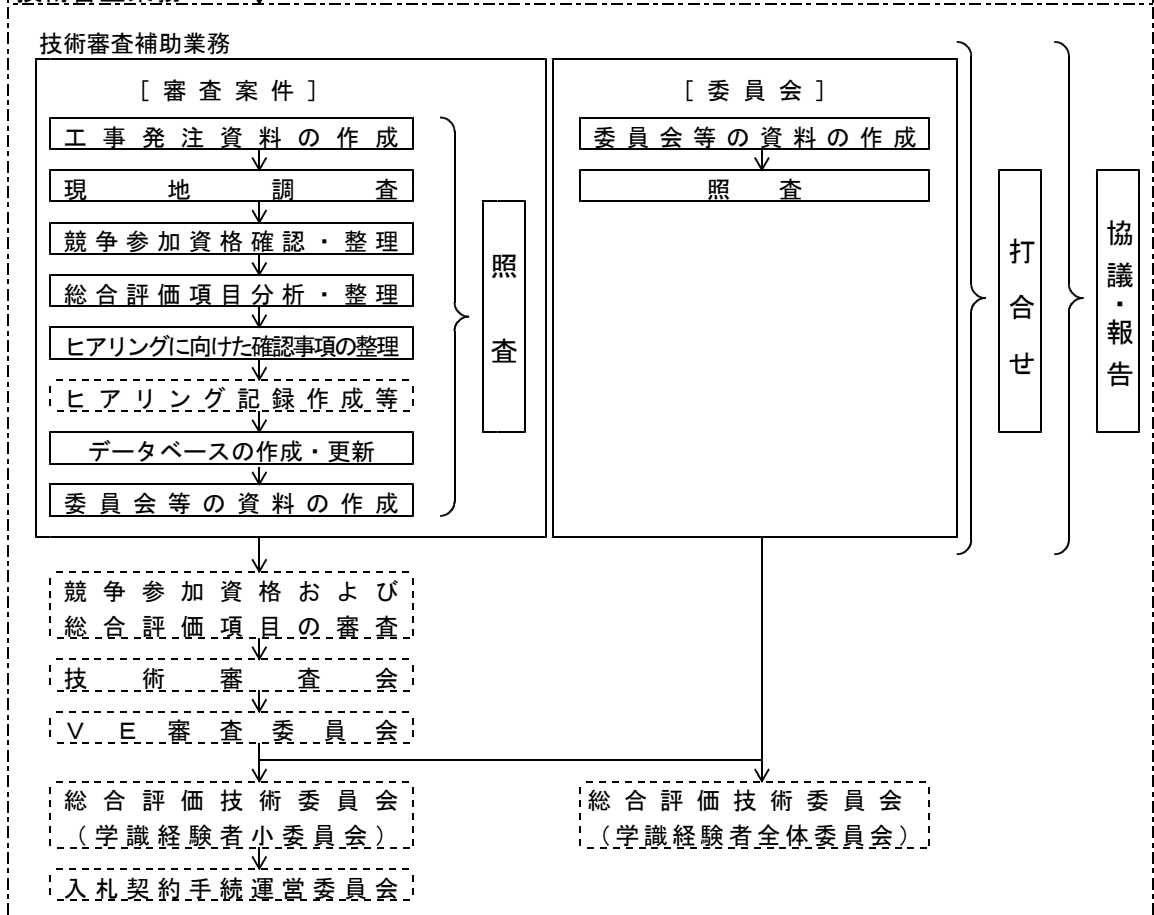 技術審査補助業務
［審査案件］
工事発注資料の作成
現地調査
競争参加資格確認・整理
総合評価項目分析・整理
ヒアリングに向けた確認事項の整理
ヒアリング記録作成等
データベースの作成・更新
委員会等の資料の作成
照査
［委員会］
委員会等の資料の作成
照査
打合せ
協議・報告
競争参加資格および
総合評価項目の審査
技術審査会
ＶＥ審査委員会
総合評価技術委員会
（学識経験者小委員会）
入札契約手続運営委員会
総合評価技術委員会
（学識経験者全体委員会）